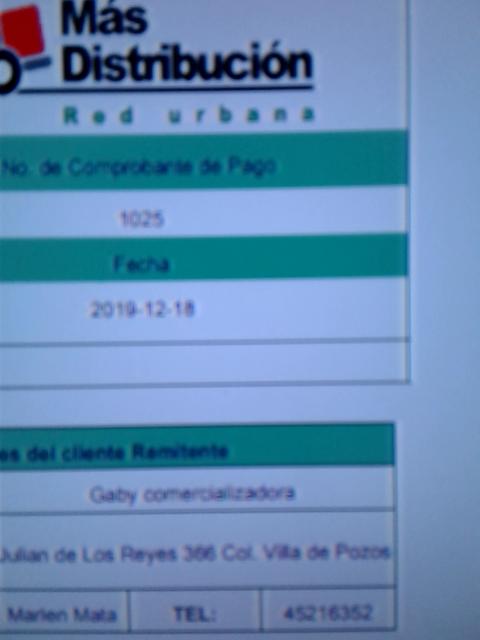 Más
Distribución
Red urbana
No. de Comprobante de Pago
1025
Fecha
2019-12-18
es del cliente Remitente
Gaby comercializadora
Julian de Los Reyes 366 Col. Villa de Pozos
Marlen Mata TEL: 45216352